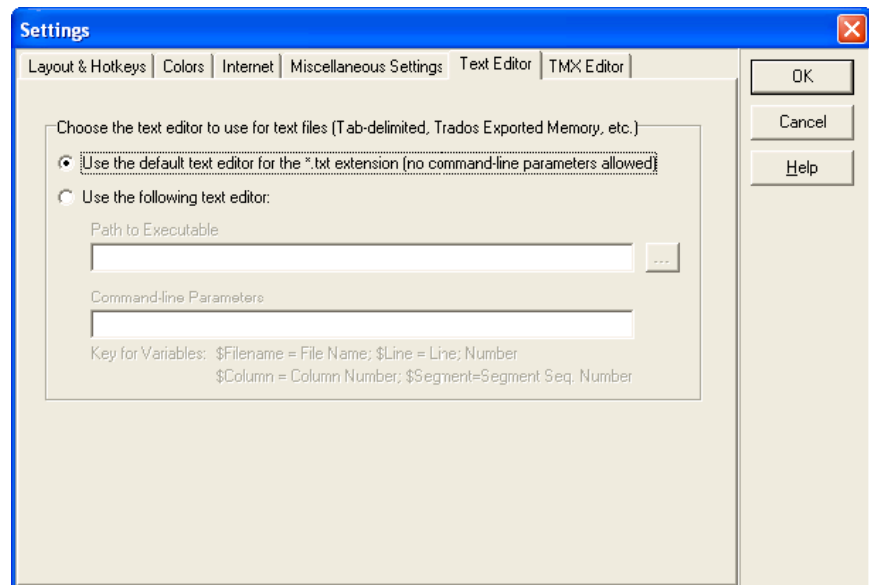 Settings
Layout & Hotkeys Colors Internet Miscellaneous Settings Text Editor TMX Editor
OK
Cancel
Help
Choose the text editor to use for text files (Tab-delimited, Trados Exported Memory, etc.)
Use the default text editor for the *.txt extension (no command-line parameters allowed)
Use the following text editor:
Path to Executable
...
Command-line Parameters
Key for Variables: $Filename = File Name; $Line = Line; Number
$Column = Column Number; $Segment=Segment Seq. Number